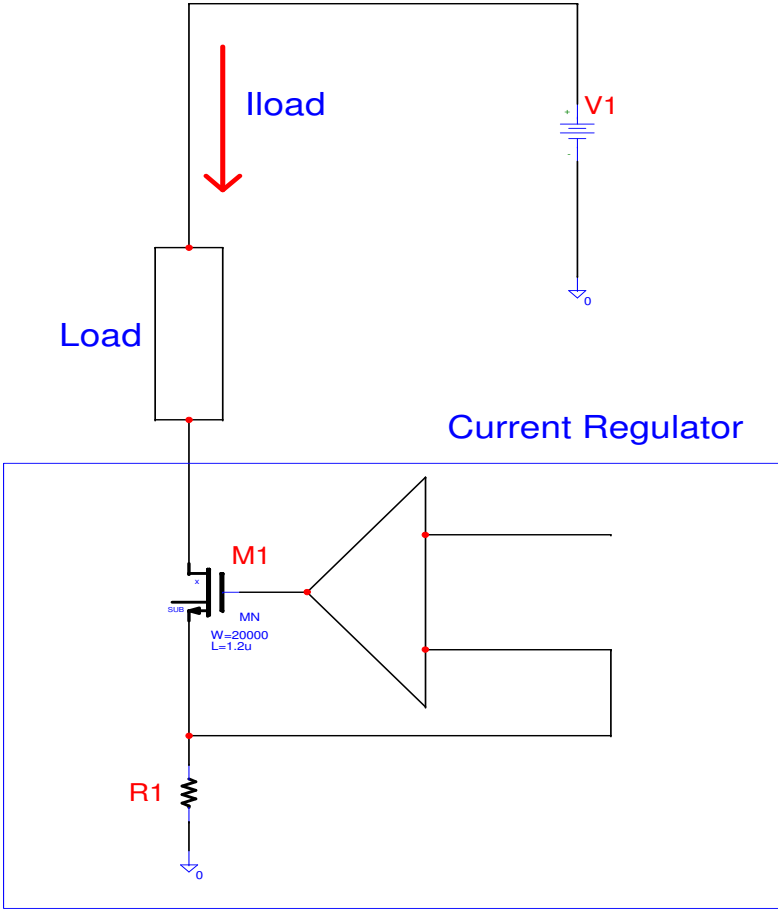 Iload
+
V1
-
0
Load
Current Regulator
M1
x
SUB
MN
W=20000
L=1.2u
R1
0